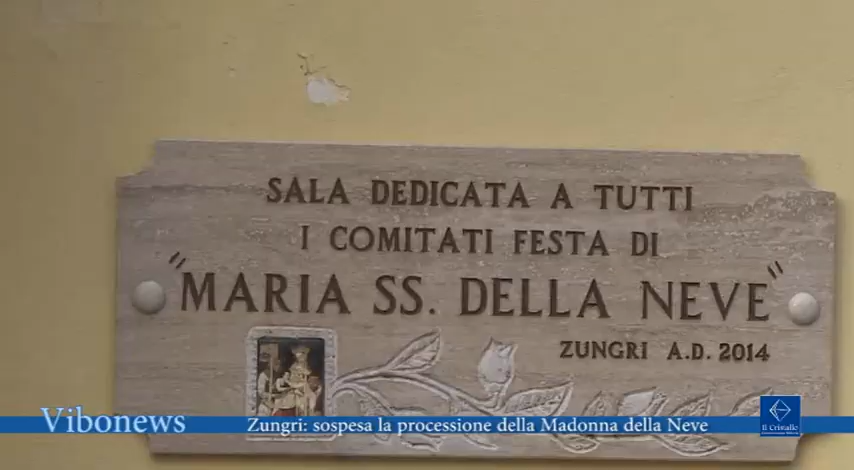 SALA DEDICATA A TUTTI
I COMITATI FESTA DI
"MARIA SS. DELLA NEVE"
ZUNGRI A.D. 2014
Vibonews
Zungri: sospesa la processione della Madonna della Neve
Il Cristallo